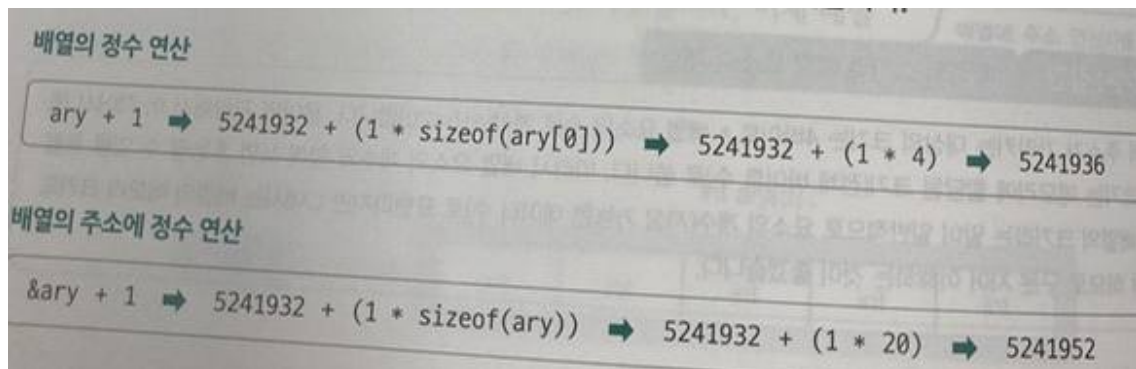 배열의 정수 연산
ary + 1 ➡ 5241932 + (1 * sizeof(ary[0])) ➡ 5241932 + (1 * 4) ➡ 5241936
배열의 주소에 정수 연산
&ary + 1 ➡ 5241932 + (1 * sizeof(ary)) ➡ 5241932 + (1 * 20) ➡ 5241952